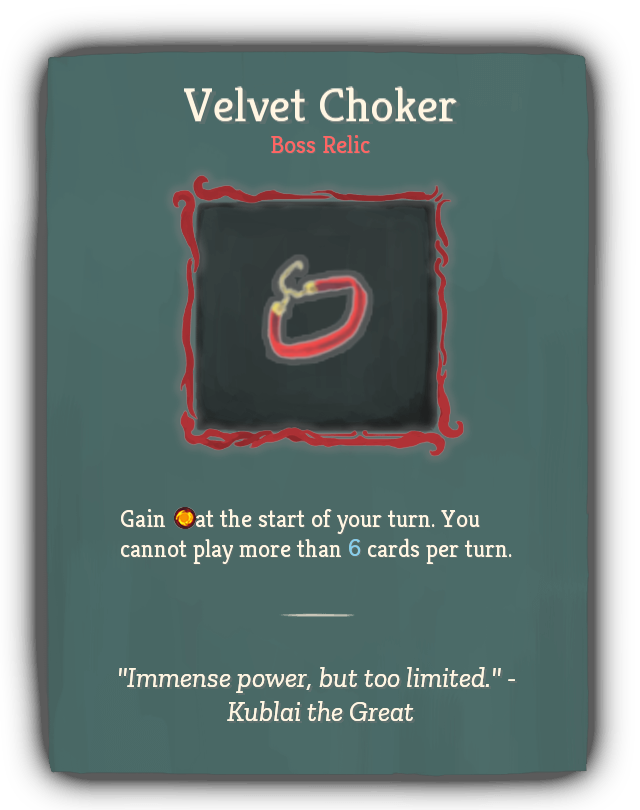 Velvet Choker
Boss Relic
Gain at the start of your turn. You
cannot play more than 6 cards per turn.
"Immense power, but too limited." -
Kublai the Great